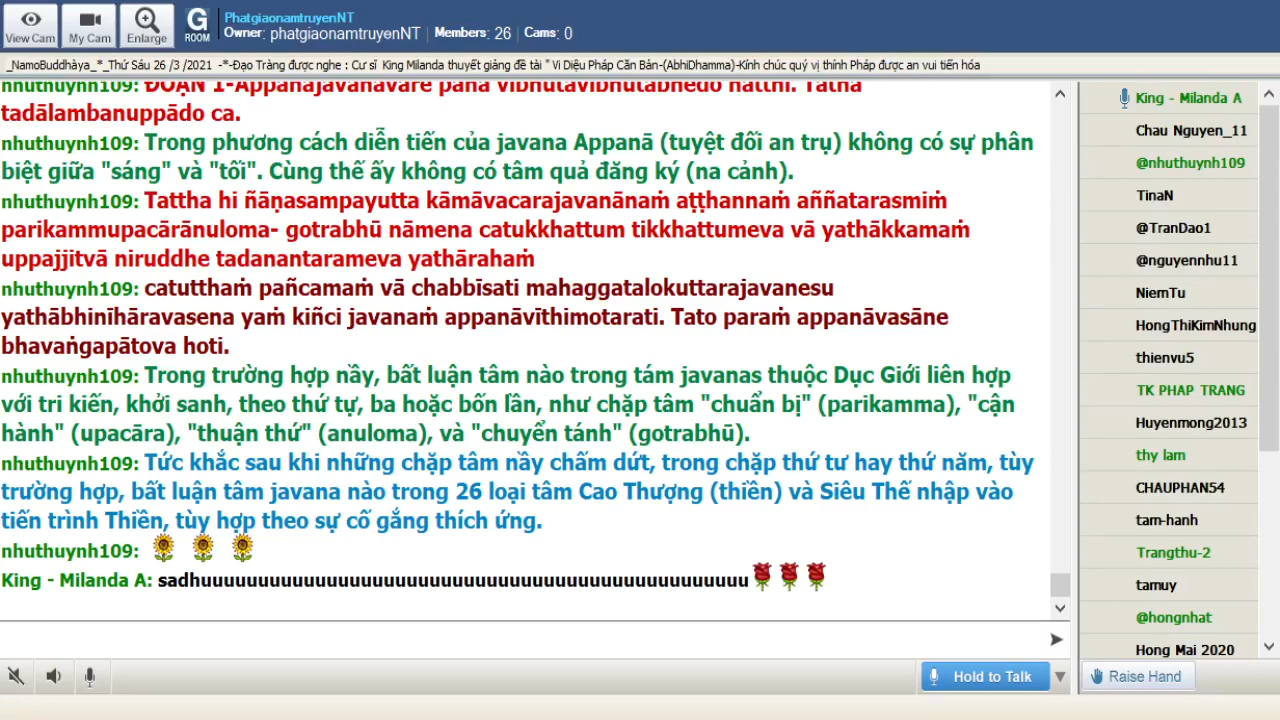 View Cam
My Cam
Enlarge
G
ROOM
PhatgiaonamtruyenNT
Owner: phatgiaonamtruyenNT | Members: 26 | Cams: 0
_NamoBuddhàya_*_Thứ Sáu 26 /3 /2021 -*-Đạo Tràng được nghe : Cư sĩ King Milanda thuyết giảng đề tài " Vi Diệu Pháp Căn Bản-(AbhiDhamma)-Kính chúc quý vị thính Pháp được an vui tiến hóa
nhuthuynh109: ĐOẠN 1-Appanājavanavāre pana vibhūtāvibhūtabhedo natthi. Tathā
tadālambanuppādo ca.
nhuthuynh109: Trong phương cách diễn tiến của javana Appanā (tuyệt đối an trụ) không có sự phân
biệt giữa "sáng" và "tối". Cùng thế ấy không có tâm quả đăng ký (na cảnh).
nhuthuynh109: Tattha hi ñāṇasampayutta kāmāvacarajavanānaṁ aṭṭhannaṁ aññatarasmiṁ
parikammupacārānuloma- gotrabhū nāmena catukkhattum tikkhattumeva vā yathākkamaṁ
uppajjitvā niruddhe tadanantarameva yathārahaṁ
nhuthuynh109: catutthaṁ pañcamaṁ vā chabbīsati mahaggatalokuttarajavanesu
yathābhinīhāravasena yaṁ kiñci javanaṁ appanāvīthimotarati. Tato paraṁ appanāvasāne
bhavaṅgapātova hoti.
nhuthuynh109: Trong trường hợp nầy, bất luận tâm nào trong tám javanas thuộc Dục Giới liên hợp
với tri kiến, khởi sanh, theo thứ tự, ba hoặc bốn lần, như chặp tâm "chuẩn bị" (parikamma), "cận
hành" (upacāra), "thuận thứ" (anuloma), và "chuyển tánh" (gotrabhū).
nhuthuynh109: Tức khắc sau khi những chặp tâm nầy chấm dứt, trong chặp thứ tư hay thứ năm, tùy
trường hợp, bất luận tâm javana nào trong 26 loại tâm Cao Thượng (thiền) và Siêu Thế nhập vào
tiến trình Thiền, tùy hợp theo sự cố gắng thích ứng.
nhuthuynh109:
King - Milanda A: sadhuuuuuuuuuuuuuuuuuuuuuuuuuuuuuuuuuuuuuuuuuuuuuuuu
King - Milanda A
Chau Nguyen_11
@nhuthuynh109
TinaN
@TranDao1
@nguyennhu11
NiemTu
HongThiKimNhung
thienvu5
TK PHAP TRANG
Huyenmong2013
thy lam
CHAUPHAN54
tam-hanh
Trangthu-2
tamuy
@hongnhat
Hong Mai 2020
Hold to Talk
Raise Hand